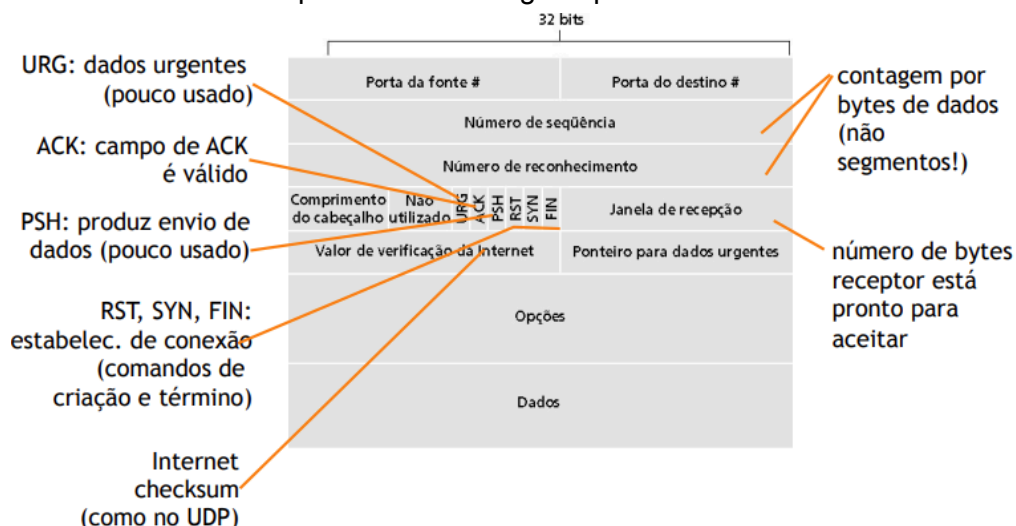 32 bits
URG: dados urgentes
(pouco usado)
ACK: campo de ACK
é válido
PSH: produz envio de
dados (pouco usado)
RST, SYN, FIN:
estabelec. de conexão
(comandos de
criação e término)
Internet
checksum
(como no UDP)
Porta da fonte #
Porta do destino #
Número de seqüência
Número de reconhecimento
Comprimento
do cabeçalho
Não
utilizado
URG
ACK
PSH
RST
SYN
FIN
Janela de recepção
Valor de verificação da Internet
Ponteiro para dados urgentes
Opções
Dados
contagem por
bytes de dados
(não
segmentos!)
número de bytes
receptor está
pronto para
aceitar